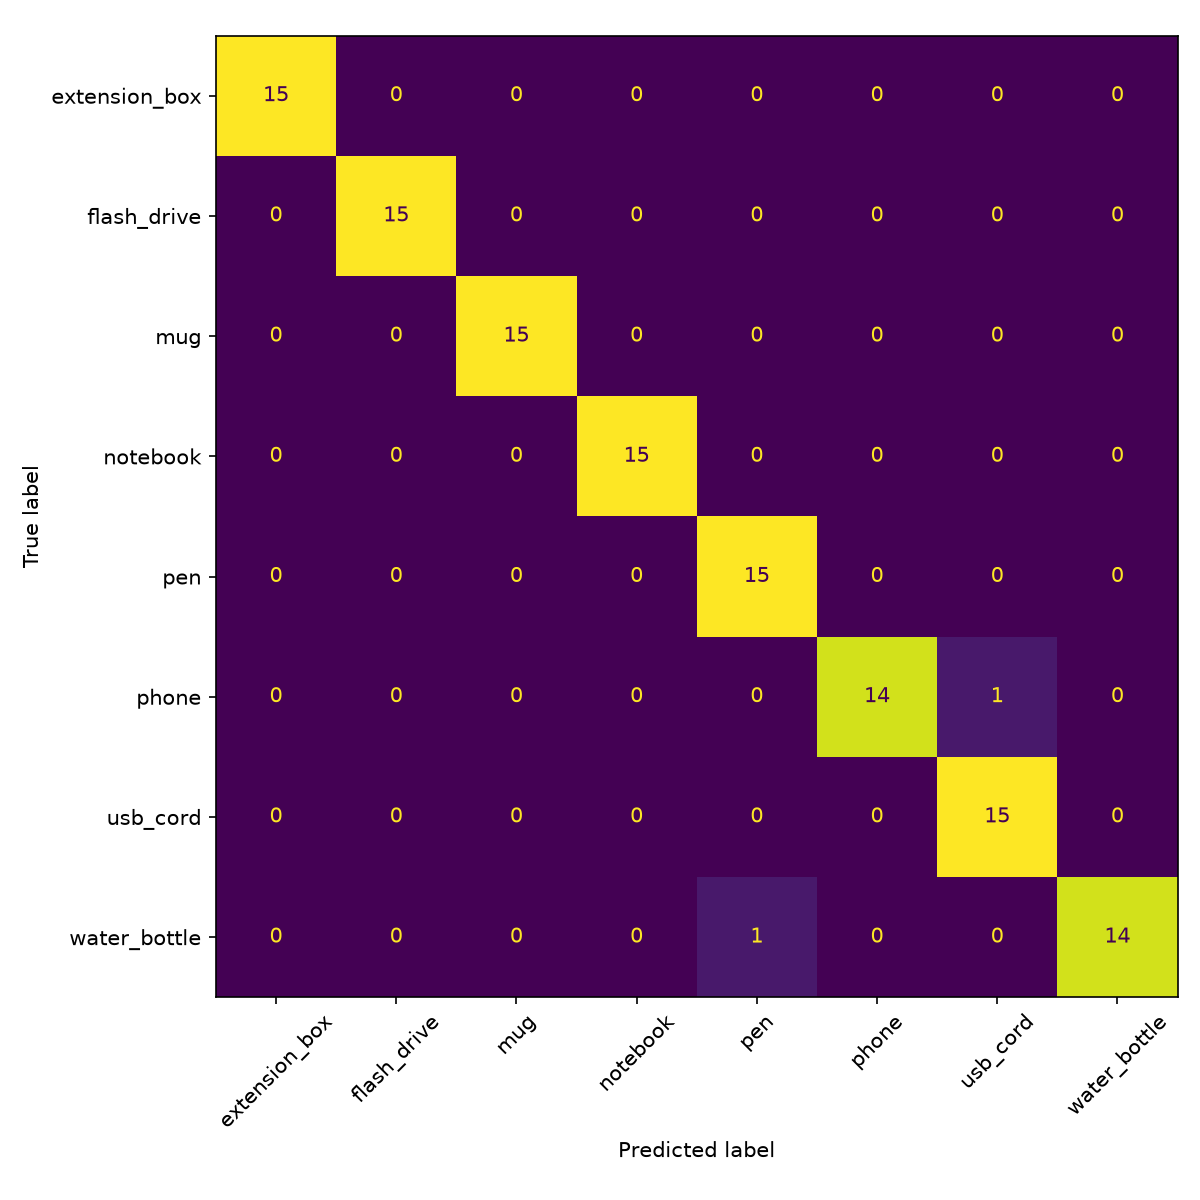 extension_box 15 0 0 0 0 0 0 0
flash_drive 0 15 0 0 0 0 0 0
mug 0 0 15 0 0 0 0 0
notebook 0 0 0 15 0 0 0 0
pen 0 0 0 0 15 0 0 0
phone 0 0 0 0 0 14 1 0
usb_cord 0 0 0 0 0 0 15 0
water_bottle 0 0 0 0 1 0 0 14
True label
extension_box flash_drive mug notebook pen phone usb_cord water_bottle
Predicted label